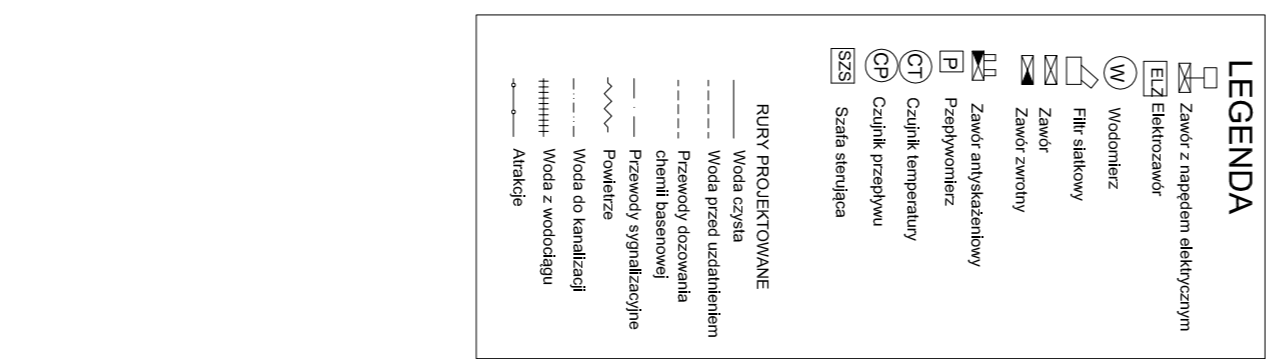 LEGENDA
Zawór z napędem elektrycznym
ELZ Elektrozawór
W Wodomierz
Filtr siatkowy
Zawór
Zawór zwrotny
Zawór antyskażeniowy
P Pzepływomierz
CT Czujnik temperatury
CP Czujnik przepływu
SZS Szafa sterująca
RURY PROJEKTOWANE
Woda czysta
Woda przed uzdatnieniem
Przewody dozowania
chemii basenowej
Przewody sygnalizacyjne
Powietrze
Woda do kanalizacji
Woda z wodociągu
Atrakcje